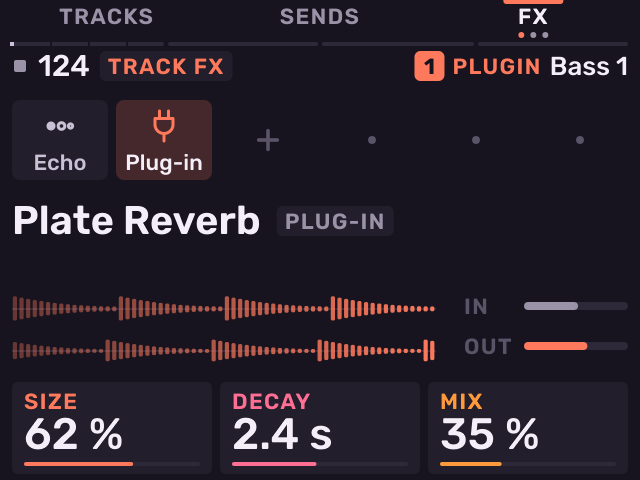 TRACKS SENDS FX
124 TRACK FX 1 PLUGIN Bass 1
Echo Plug-in
Plate Reverb PLUG-IN
IN
OUT
SIZE DECAY MIX
62 % 2.4 s 35 %